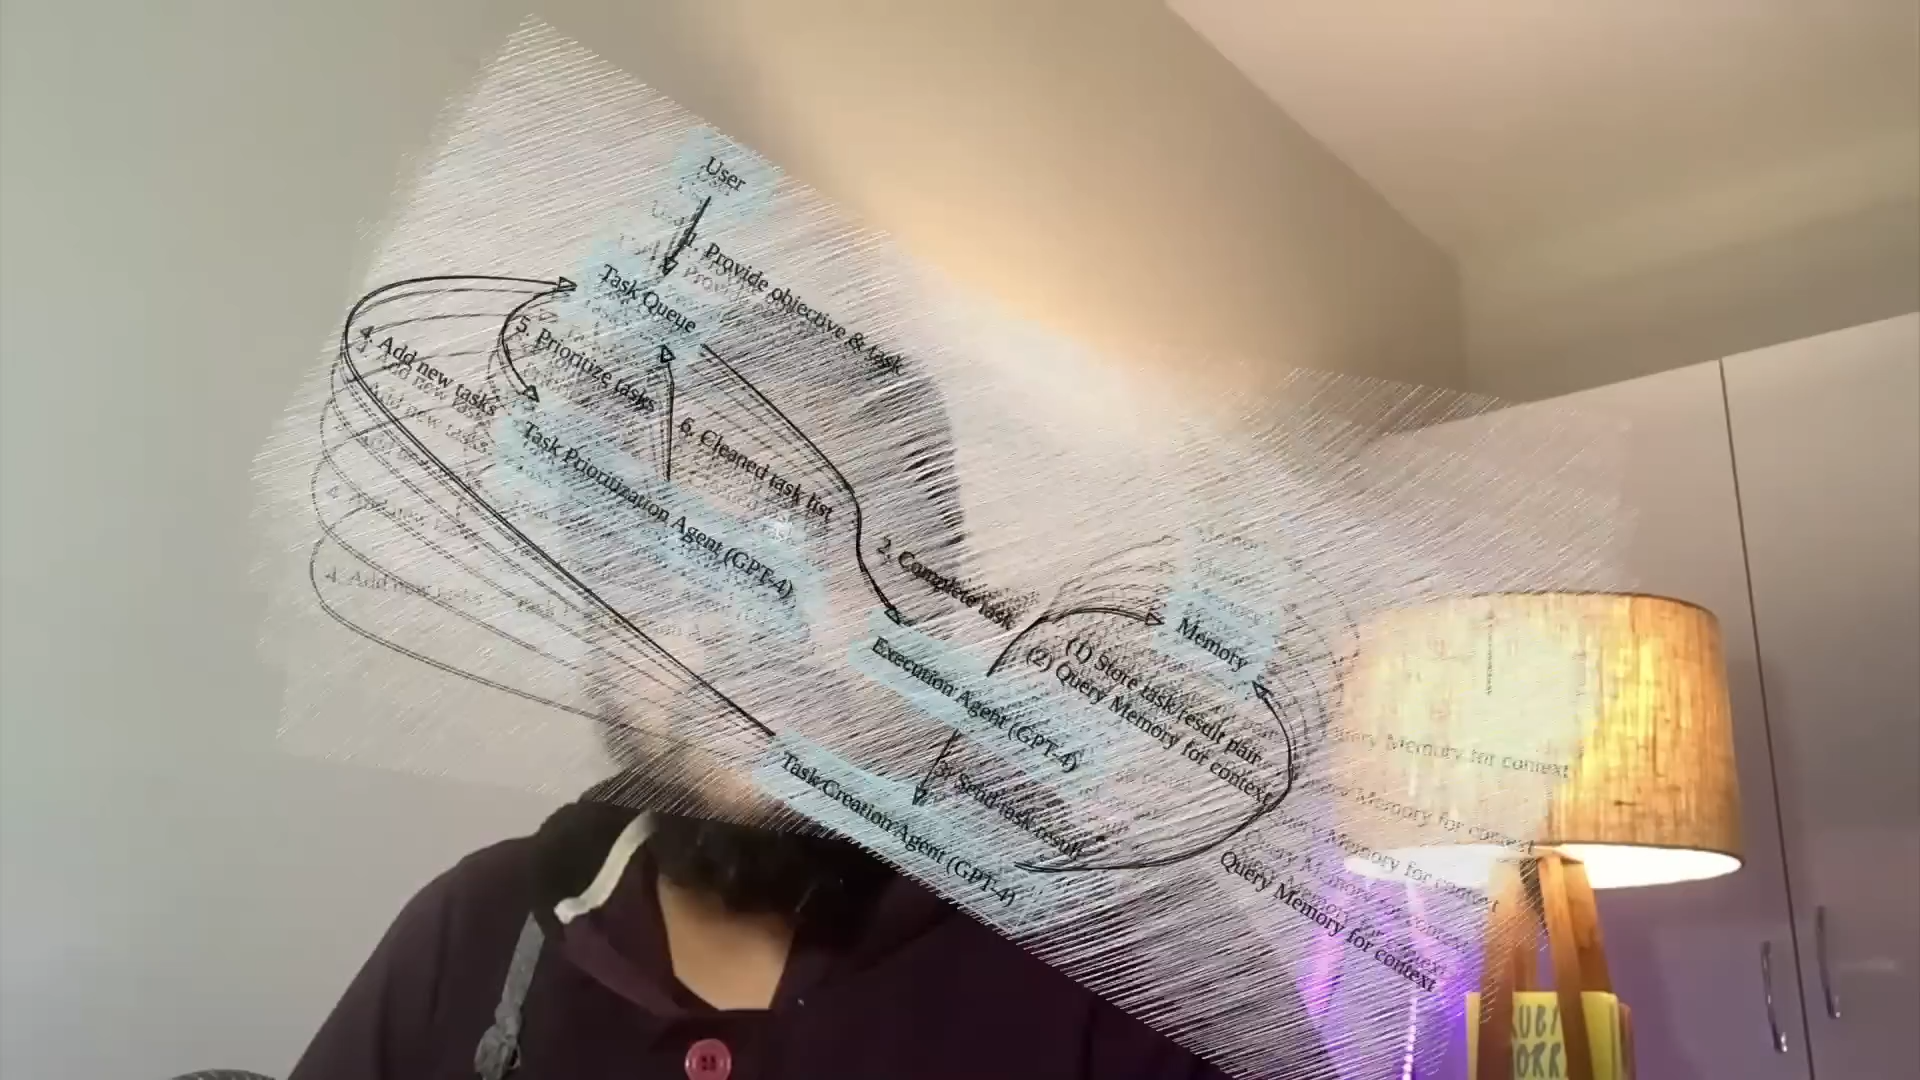 User
1. Provide objective & task
Task Queue
5. Prioritize tasks
4. Add new tasks
6. Cleaned task list
Task Prioritization Agent (GPT-4)
2. Complete task
Memory
(1) Store task/result pair
(2) Query Memory for context
Execution Agent (GPT-4)
3. Send task result
Task Creation Agent (GPT-4)
Query Memory for context